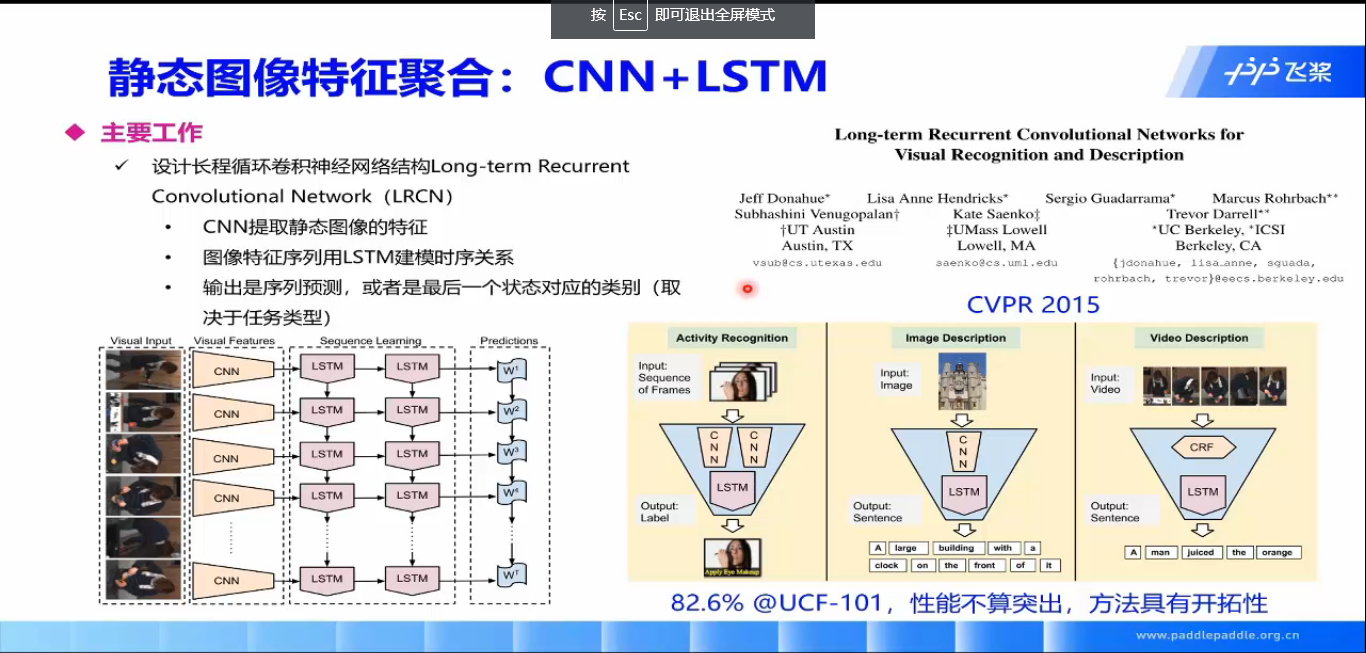 按 Esc 即可退出全屏模式
静态图像特征聚合：CNN+LSTM
飞桨
主要工作
设计长程循环卷积神经网络结构Long-term Recurrent
Convolutional Network（LRCN）
CNN提取静态图像的特征
图像特征序列用LSTM建模时序关系
输出是序列预测，或者是最后一个状态对应的类别（取
决于任务类型）
Long-term Recurrent Convolutional Networks for
Visual Recognition and Description
Jeff Donahue* Lisa Anne Hendricks* Sergio Guadarrama* Marcus Rohrbach**
Subhashini Venugopalan† Kate Saenko‡ Trevor Darrell**
†UT Austin ‡UMass Lowell *UC Berkeley, *ICSI
Austin, TX Lowell, MA Berkeley, CA
vsub@cs.utexas.edu saenko@cs.uml.edu {jdonahue, lisa_anne, sguada,
rohrbach, trevor}@eecs.berkeley.edu
CVPR 2015
Visual Input Visual Features Sequence Learning Predictions
CNN LSTM LSTM W1
CNN LSTM LSTM W2
CNN LSTM LSTM W3
CNN LSTM LSTM W4
CNN LSTM LSTM WT
Activity Recognition
Input:
Sequence
of Frames
CNN CNN
LSTM
Output:
Label
Apply Eye Makeup
Image Description
Input:
Image
CNN
LSTM
Output:
Sentence
A large building with a
clock on the front of it
Video Description
Input:
Video
CRF
LSTM
Output:
Sentence
A man juiced the orange
82.6% @UCF-101，性能不算突出，方法具有开拓性
www.paddlepaddle.org.cn